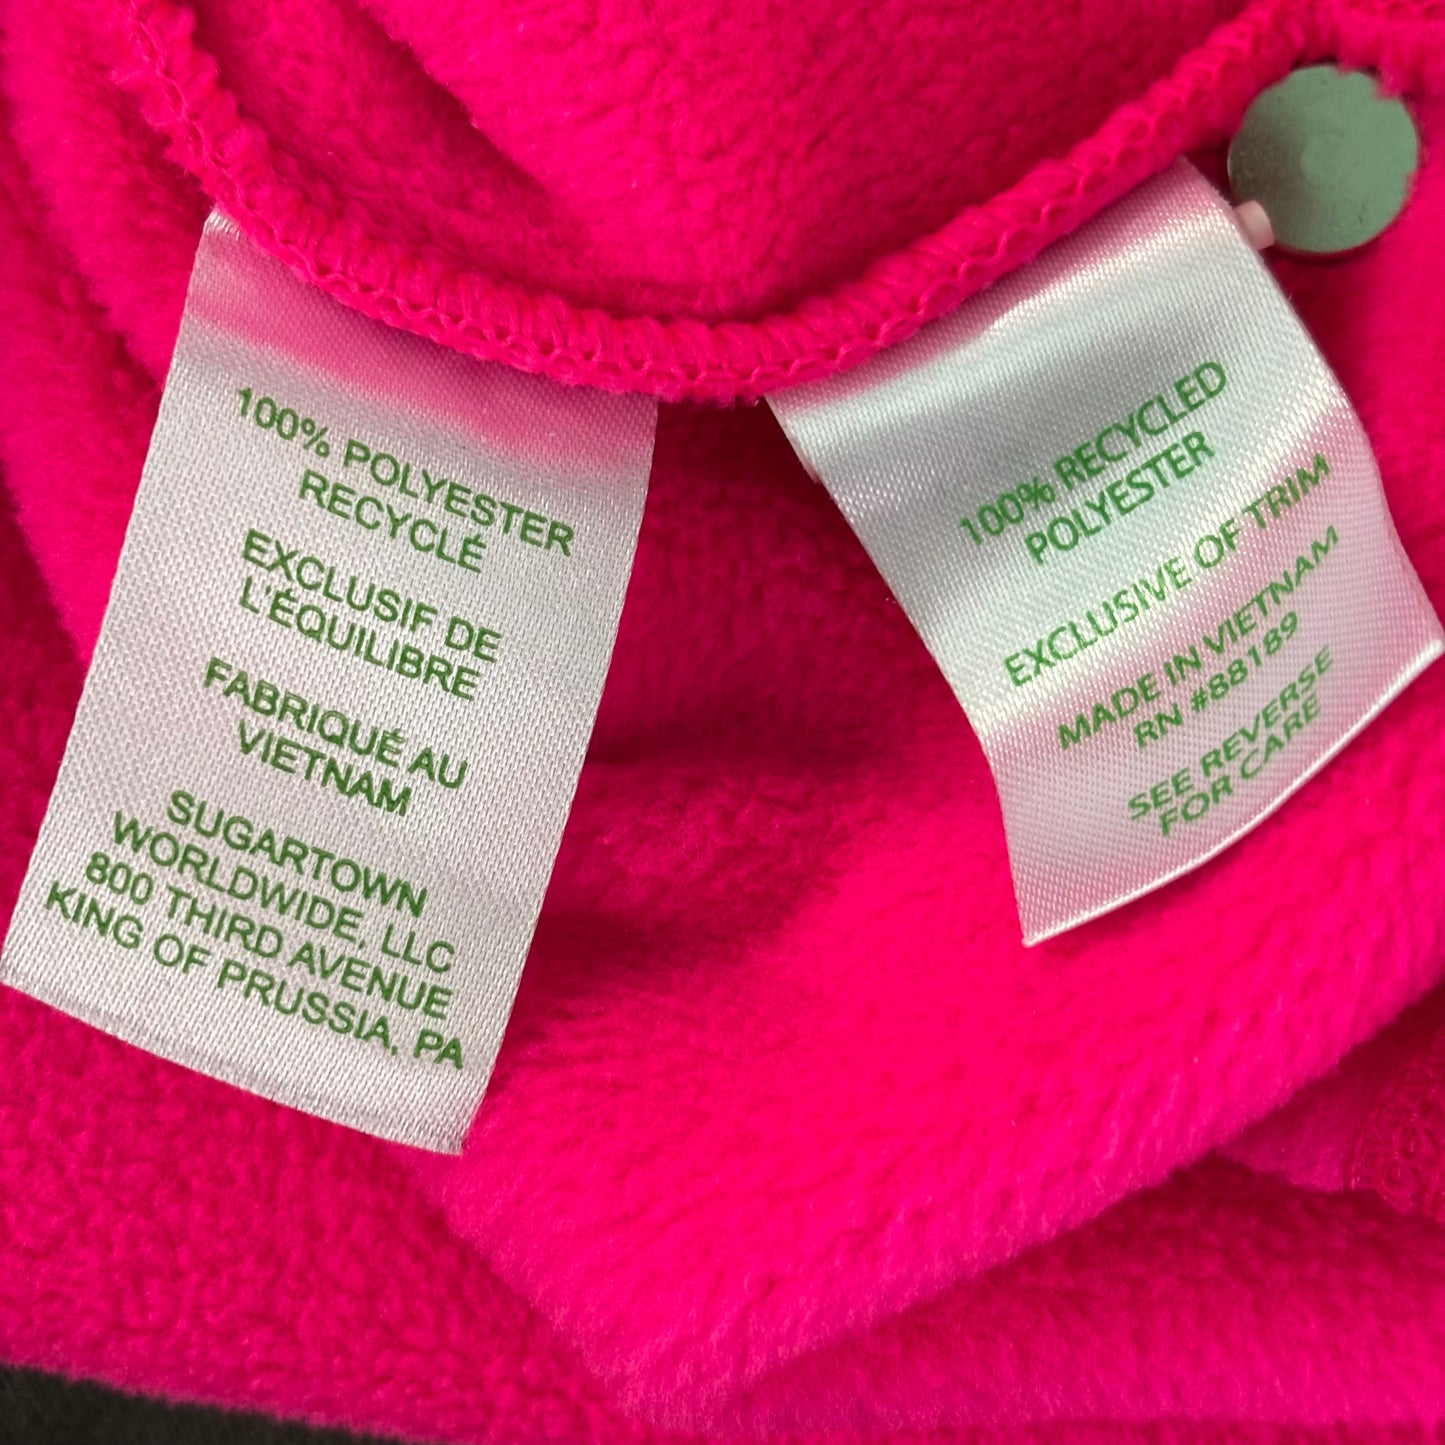 100% POLYESTER
RECYCLÉ
EXCLUSIF DE
L'ÉQUILIBRE
FABRIQUÉ AU
VIETNAM
SUGARTOWN
WORLDWIDE, LLC
800 THIRD AVENUE
KING OF PRUSSIA, PA
100% RECYCLED
POLYESTER
EXCLUSIVE OF TRIM
MADE IN VIETNAM
RN #88189
SEE REVERSE
FOR CARE